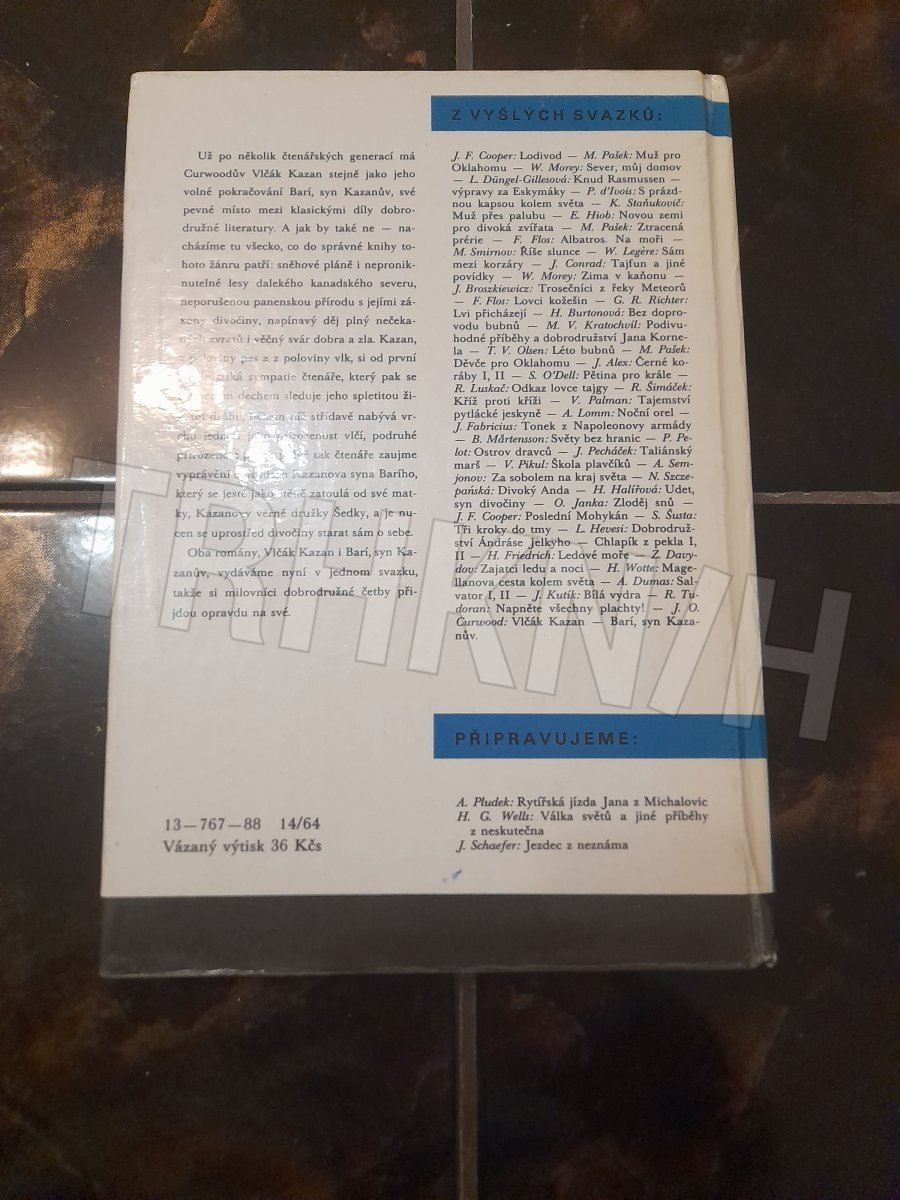 Už po několik čtenářských generací má
Curwoodův Vlčák Kazan stejně jako jeho
volné pokračování Barí, syn Kazanův, své
pevné místo mezi klasickými díly dobro-
družné literatury. A jak by také ne — na-
cházíme tu všecko, co do správné knihy to-
hoto žánru patří: sněhové pláně i nepronik-
nutelné lesy dalekého kanadského severu,
neporušenou panenskou přírodu s jejími zá-
kony divočiny, napínavý děj plný nečeka-
ných zvratů i věčný svár dobra a zla. Kazan,
z poloviny pes a z poloviny vlk, si od první
sympatie čtenáře, který pak se
dechem sleduje jeho spletitou ži-
střídavě nabývá vr-
vlčí, podruhé
tak čtenáře zaujme
vyprávění Kazanova syna Barího,
který se ještě jako štěně zatoulá od své mat-
ky, Kazanovy věrné družky Šedky, a je nu-
cen se uprostřed divočiny starat sám o sebe.
Oba romány, Vlčák Kazan i Barí, syn Ka-
zanův, vydáváme nyní v jednom svazku,
takže si milovníci dobrodružné četby při-
jdou opravdu na své.
13—767—88 14/64
Vázaný výtisk 36 Kčs
Z VYŠLÝCH SVAZKŮ:
J. F. Cooper: Lodivod — M. Pašek: Muž pro
Oklahomu — W. Morey: Sever, můj domov
— L. Düngel-Gillesová: Knud Rasmussen —
výpravy za Eskymáky — P. d'Ivois: S prázd-
nou kapsou kolem světa — K. Staňukovič:
Muž přes palubu — E. Hiob: Novou zemi
pro divoká zvířata — M. Pašek: Ztracená
prérie — F. Flos: Albatros. Na moři —
M. Smirnov: Říše slunce — W. Legère: Sám
mezi korzáry — J. Conrad: Tajfun a jiné
povídky — W. Morey: Zima v kaňonu —
J. Broszkiewicz: Trosečníci z řeky Meteorů
— F. Flos: Lovci kožešin — G. R. Richter:
Lvi přicházejí — H. Burtonová: Bez dopro-
vodu bubnů — M. V. Kratochvíl: Podivu-
hodné příběhy a dobrodružství Jana Korne-
la — T. V. Olsen: Léto bubnů — M. Pašek:
Děvče pro Oklahomu — J. Alex: Černé ko-
ráby I, II — S. O'Dell: Pětina pro krále —
R. Luskač: Odkaz lovce tajgy — R. Šimáček:
Kříž proti kříži — V. Palman: Tajemství
pytlácké jeskyně — A. Lomm: Noční orel —
J. Fabricius: Tonek z Napoleonovy armády
— B. Mårtenson: Světy bez hranic — P. Pe-
lot: Ostrov dravců — J. Pecháček: Taliánský
marš — V. Pikul: Škola plavčíků — A. Sem-
jonov: Za sobolem na kraj světa — N. Szcze-
pańská: Divoký Anda — H. Halířová: Udet,
syn divočiny — O. Janka: Zloděj snů —
J. F. Cooper: Poslední Mohykán — S. Šusta:
Tři kroky do tmy — L. Hevesi: Dobrodruž-
ství Andráse Jelkyho — Chlapík z pekla I,
II — H. Friedrich: Ledové moře — Z. Davy-
dov: Zajatci ledu a noci — H. Wotte: Mage-
llanova cesta kolem světa — A. Dumas: Sal-
vator I, II — J. Kutík: Bílá vydra — R. Tu-
doran: Napněte všechny plachty! — J. O.
Curwood: Vlčák Kazan — Barí, syn Kaza-
nův.
PŘIPRAVUJEME:
A. Pludek: Rytířská jízda Jana z Michalovic
H. G. Wells: Válka světů a jiné příběhy
z neskutečna
J. Schaefer: Jezdec z neznáma
TRHKNIH